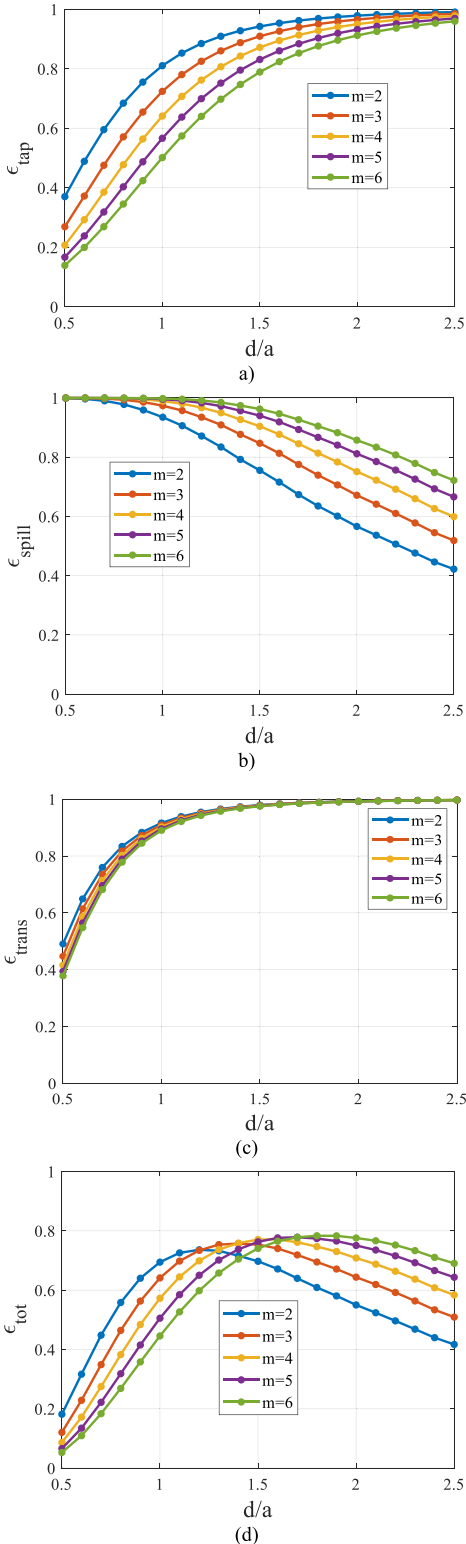 1
0.8
0.6
0.4
0.2
0
ϵtap
m=2
m=3
m=4
m=5
m=6
0.5 1 1.5 2 2.5
d/a
a)
1
0.8
0.6
0.4
0.2
0
ϵspill
m=2
m=3
m=4
m=5
m=6
0.5 1 1.5 2 2.5
d/a
b)
1
0.8
0.6
0.4
0.2
0
ϵtrans
m=2
m=3
m=4
m=5
m=6
0.5 1.0 1.5 2 2.5
d/a
(c)
1
0.8
0.6
0.4
0.2
0
ϵtot
m=2
m=3
m=4
m=5
m=6
0.5 1.0 1.5 2 2.5
d/a
(d)